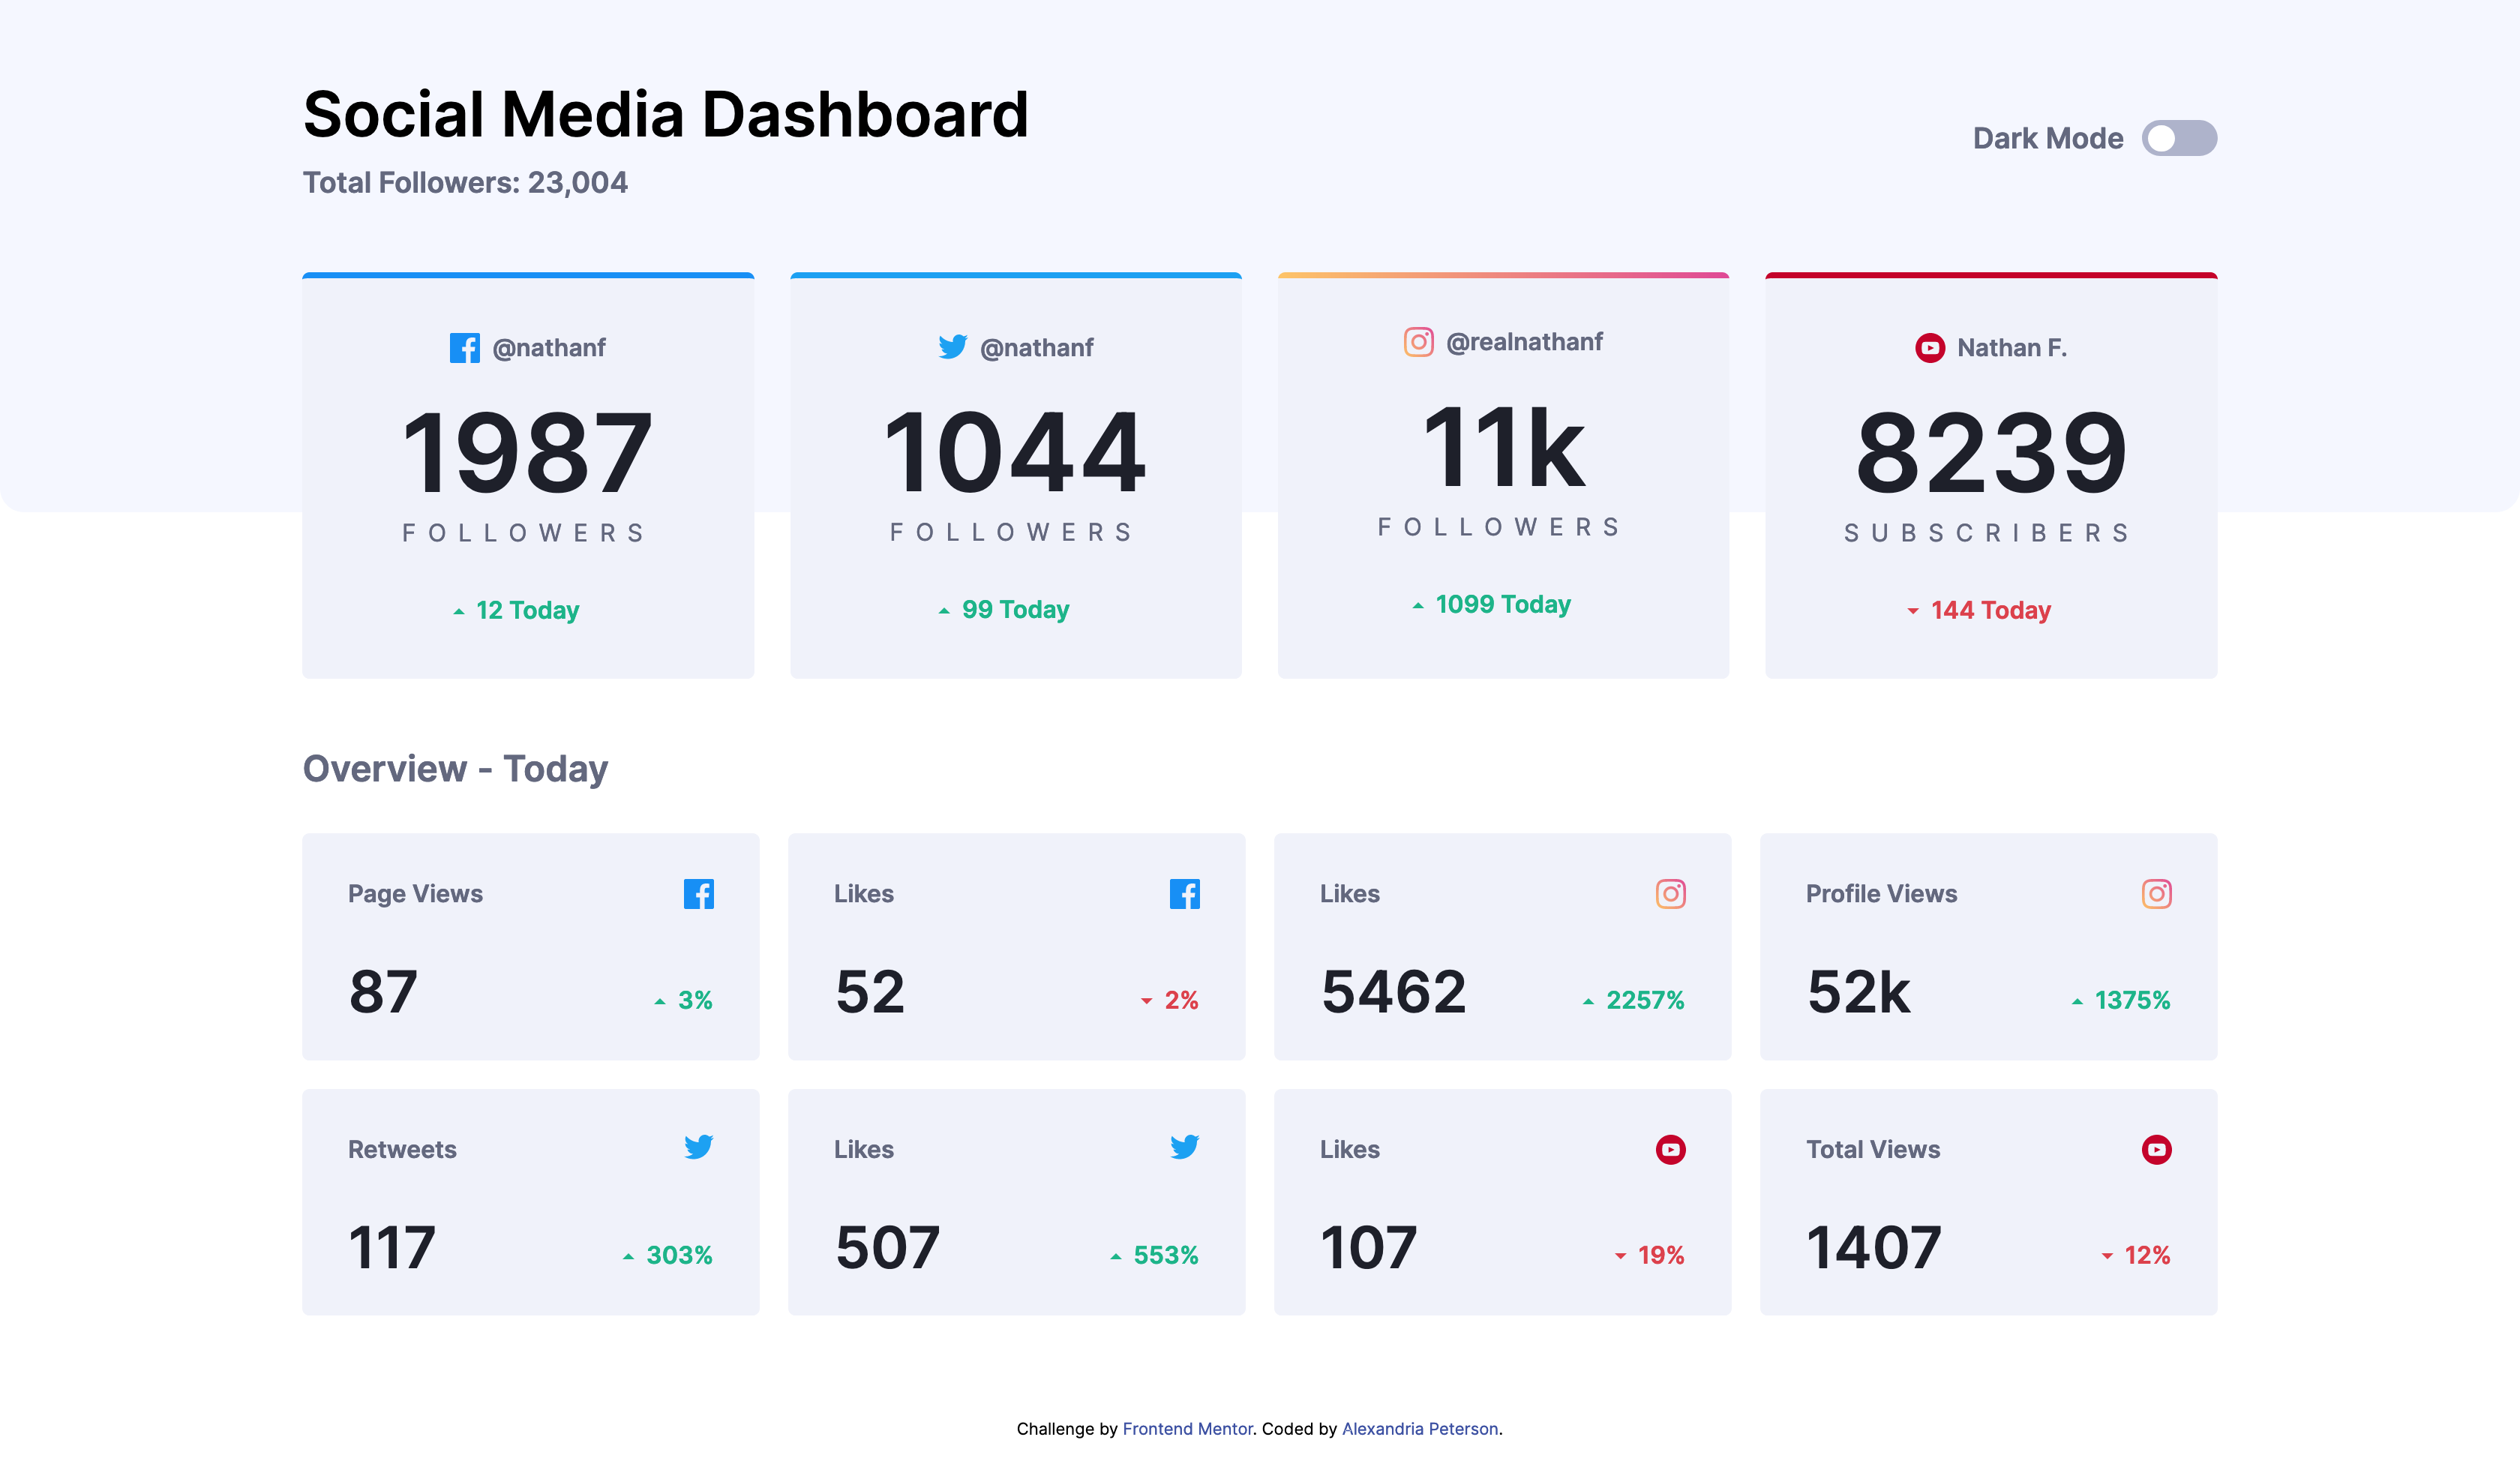 Social Media Dashboard
Total Followers: 23,004
Dark Mode
@nathanf
1987
FOLLOWERS
12 Today
@nathanf
1044
FOLLOWERS
99 Today
@realnathanf
11k
FOLLOWERS
1099 Today
Nathan F.
8239
SUBSCRIBERS
144 Today
Overview - Today
Page Views
87
3%
Likes
52
2%
Likes
5462
2257%
Profile Views
52k
1375%
Retweets
117
303%
Likes
507
553%
Likes
107
19%
Total Views
1407
12%
Challenge by Frontend Mentor. Coded by Alexandria Peterson.